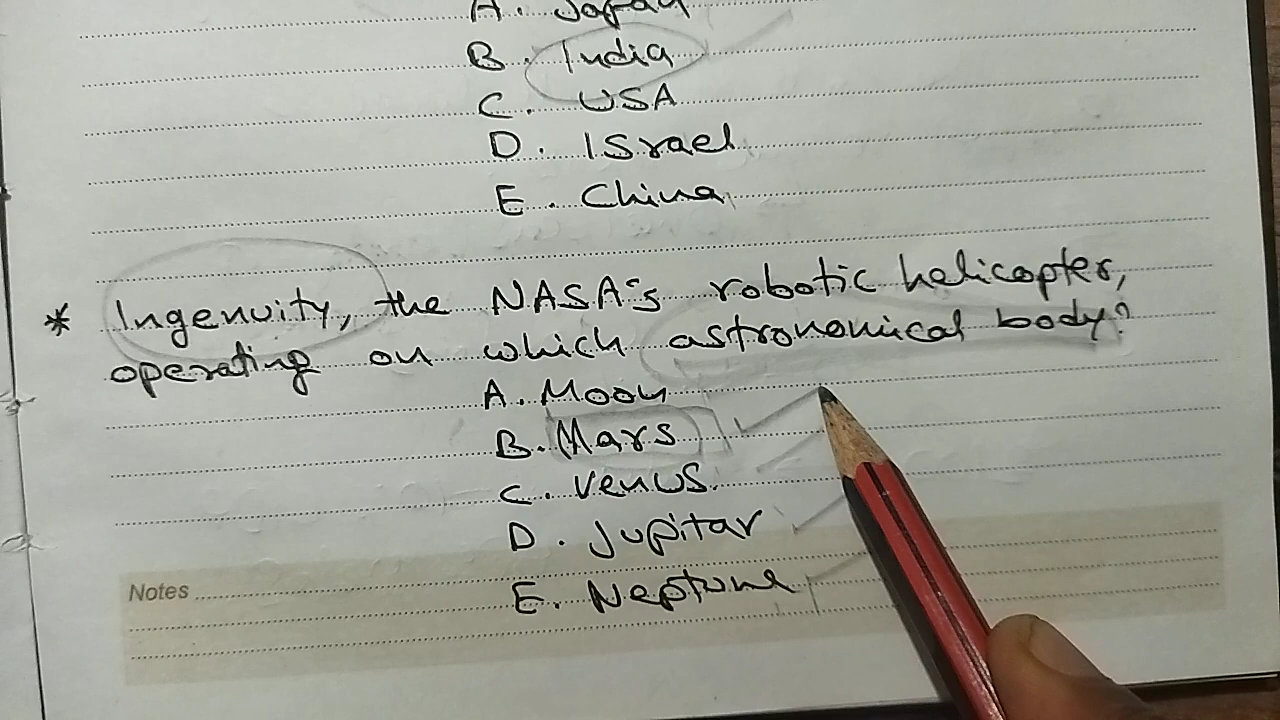 A. Japan
B. India
C. USA
D. Israel
E. China
* Ingenuity, the NASA's robotic helicopter,
operating on which astronomical body?
A. Moon
B. Mars
C. Venus.
D. Jupitar
E. Neptune
Notes